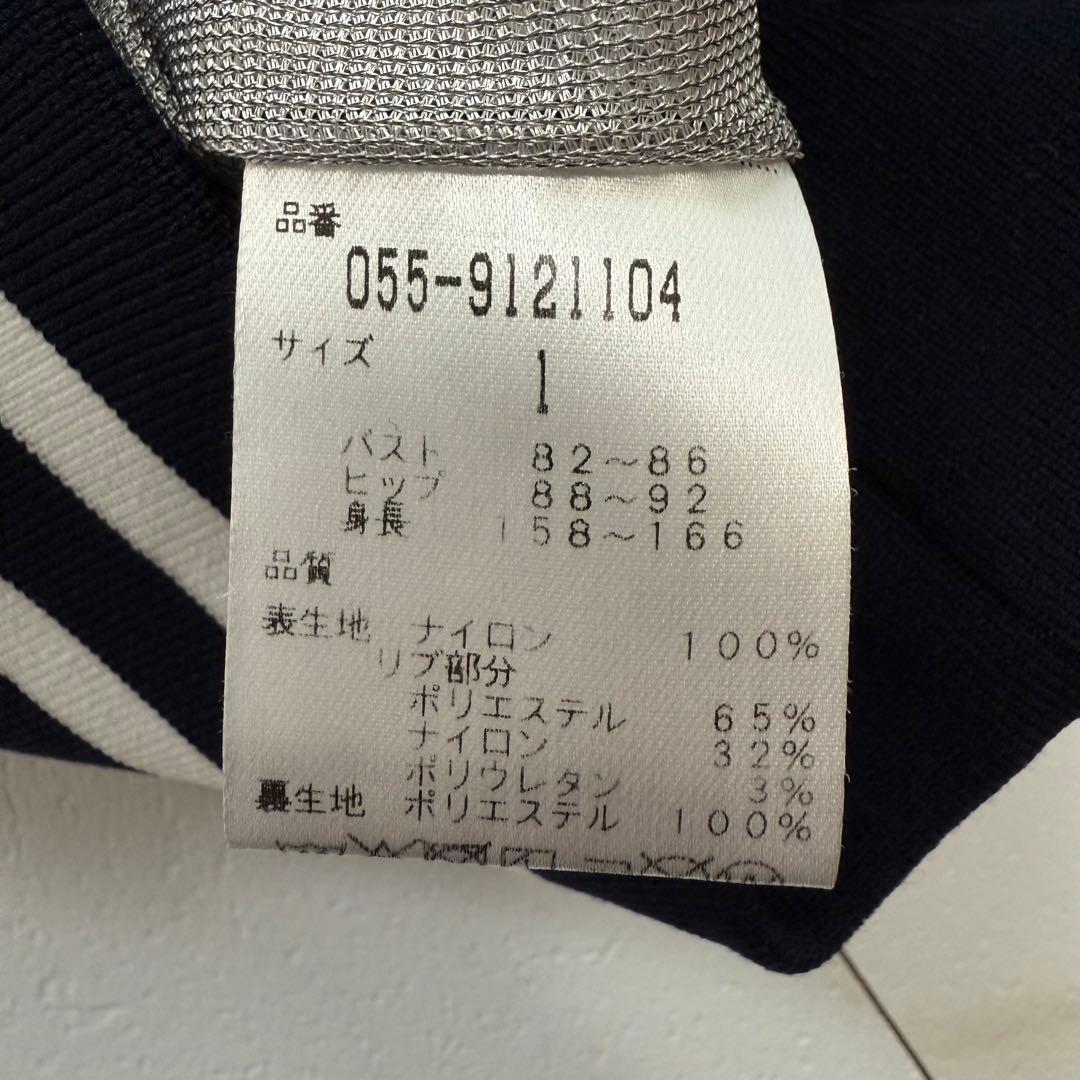 品番
055-9121104
サイズ
1
バスト 82～86
ヒップ 88～92
身長 158～166
品質
表生地 ナイロン 100%
リブ部分
ポリエステル 65%
ナイロン 32%
ポリウレタン 3%
裏生地 ポリエステル 100%